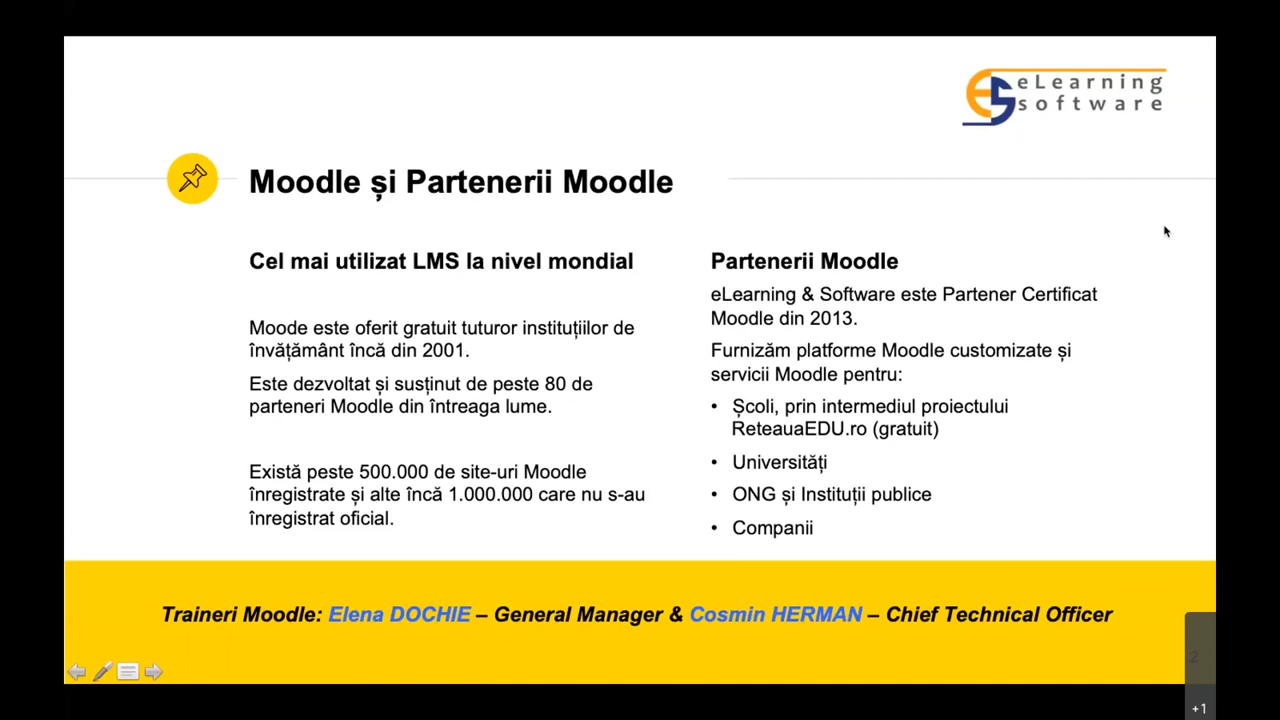 eLearning
software
Moodle și Partenerii Moodle
Cel mai utilizat LMS la nivel mondial
Moode este oferit gratuit tuturor instituțiilor de
învățământ încă din 2001.
Este dezvoltat și susținut de peste 80 de
parteneri Moodle din întreaga lume.
Există peste 500.000 de site-uri Moodle
înregistrate și alte încă 1.000.000 care nu s-au
înregistrat oficial.
Partenerii Moodle
eLearning & Software este Partener Certificat
Moodle din 2013.
Furnizăm platforme Moodle customizate și
servicii Moodle pentru:
• Școli, prin intermediul proiectului
ReteauaEDU.ro (gratuit)
• Universități
• ONG și Instituții publice
• Companii
Traineri Moodle: Elena DOCHIE – General Manager & Cosmin HERMAN – Chief Technical Officer
2
+1